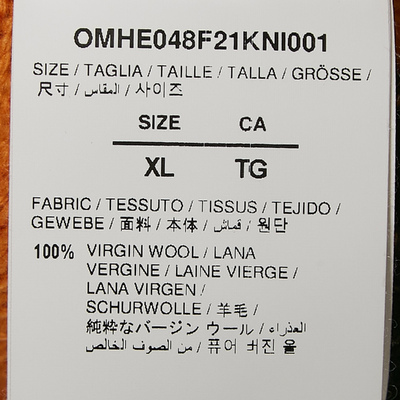 OMHE048F21KNI001
SIZE / TAGLIA / TAILLE / TALLA / GRÖSSE /
尺寸 / المقاس / 사이즈
SIZE CA
XL TG
FABRIC / TESSUTO / TISSUS / TEJIDO /
GEWEBE / 面料 / 本体 / قماش / 원단
100% VIRGIN WOOL / LANA
VERGINE / LAINE VIERGE /
LANA VIRGEN /
SCHURWOLLE / 羊毛 /
純粋なバージン ウール / العذراء /
من الصوف الخالص / 퓨어 버진 울